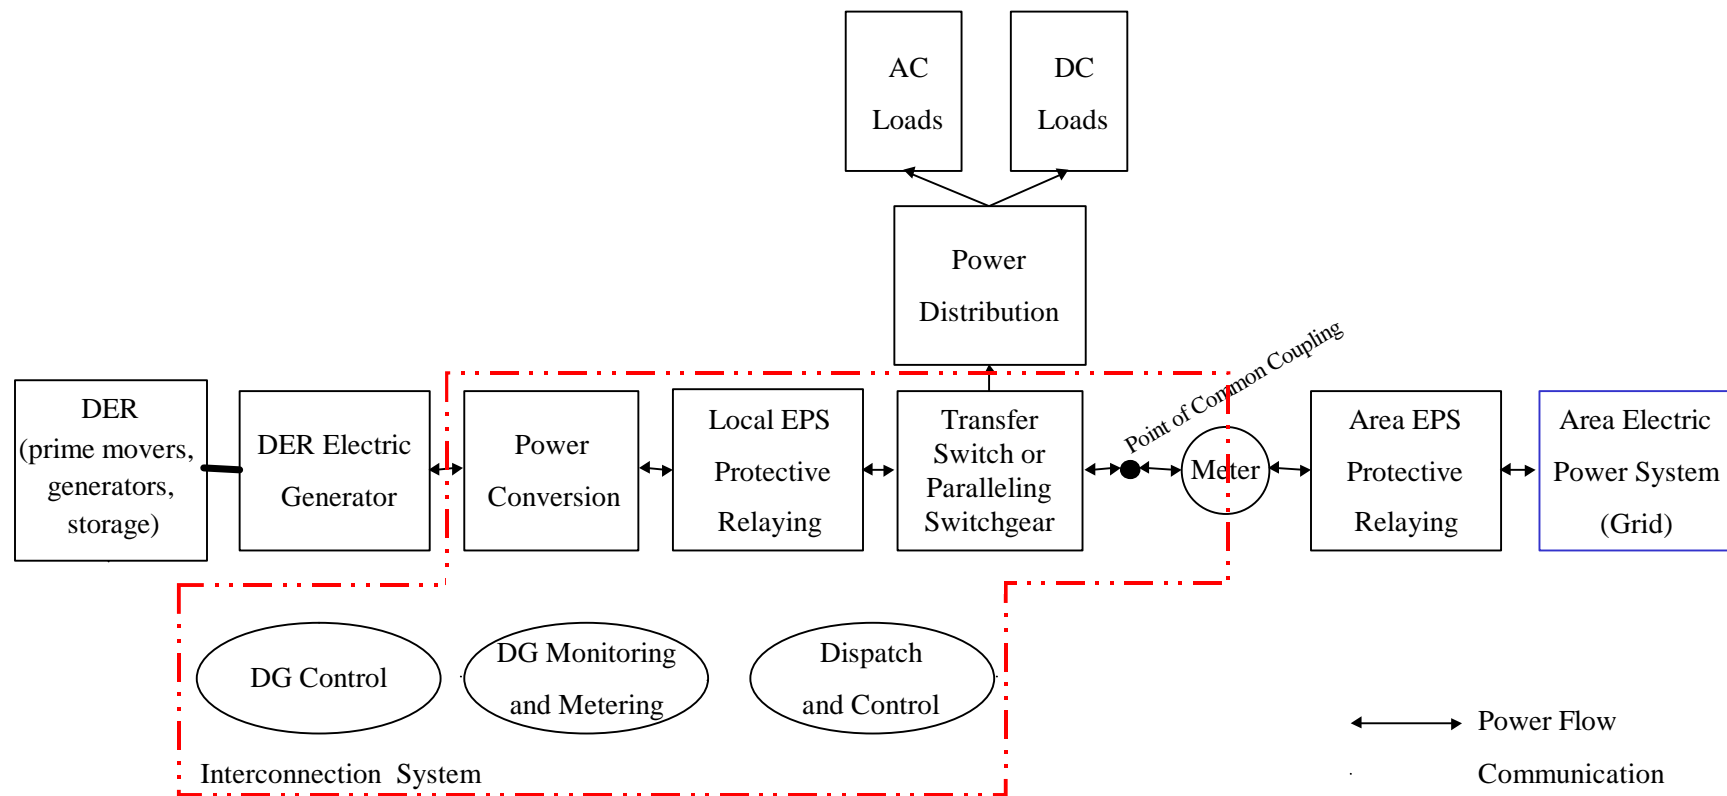 AC
Loads
DC
Loads
Power
Distribution
Point of Common Coupling
DER
(prime movers,
generators,
storage)
DER Electric
Generator
Power
Conversion
Local EPS
Protective
Relaying
Transfer
Switch or
Paralleling
Switchgear
Meter
Area EPS
Protective
Relaying
Area Electric
Power System
(Grid)
DG Control
DG Monitoring
and Metering
Dispatch
and Control
Interconnection System
Power Flow
Communication